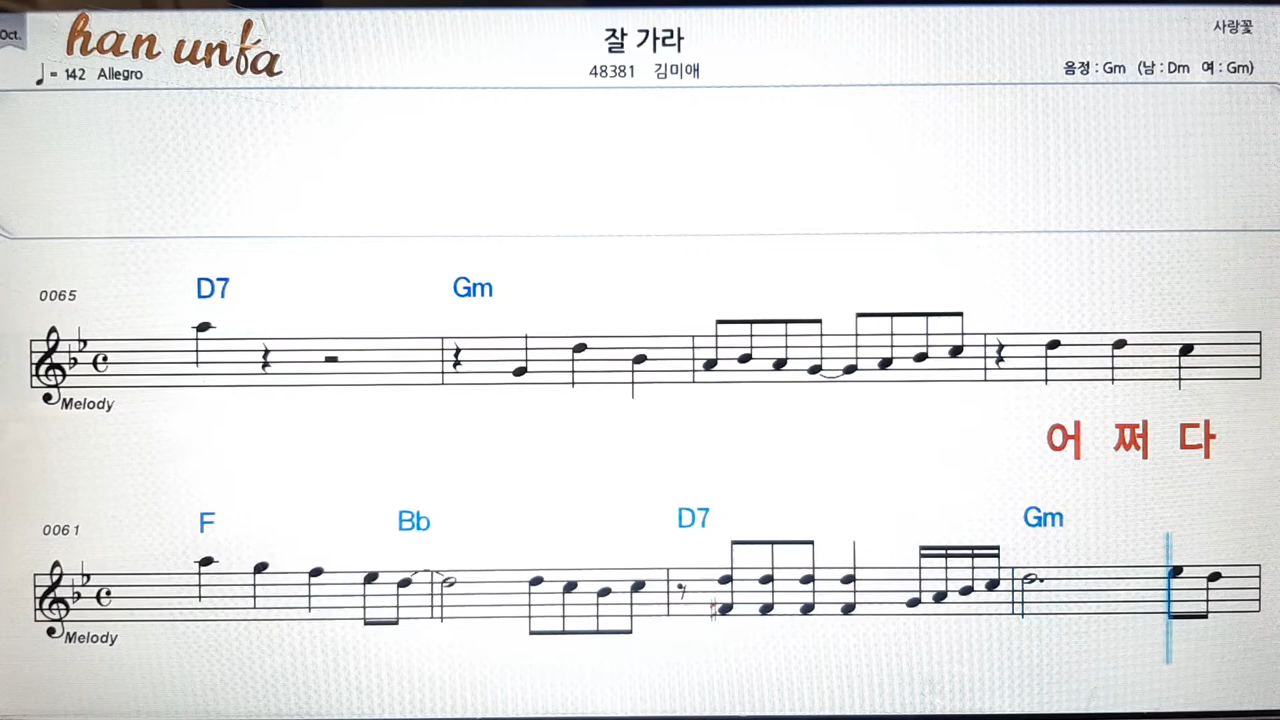 Oct.
han unfa
♩ = 142 Allegro
잘 가라
48381 김미애
사랑꽃
음정 : Gm (남 : Dm 여 : Gm)
0065
D7 Gm
Melody
어 쩌 다
0061
F Bb D7 Gm
Melody